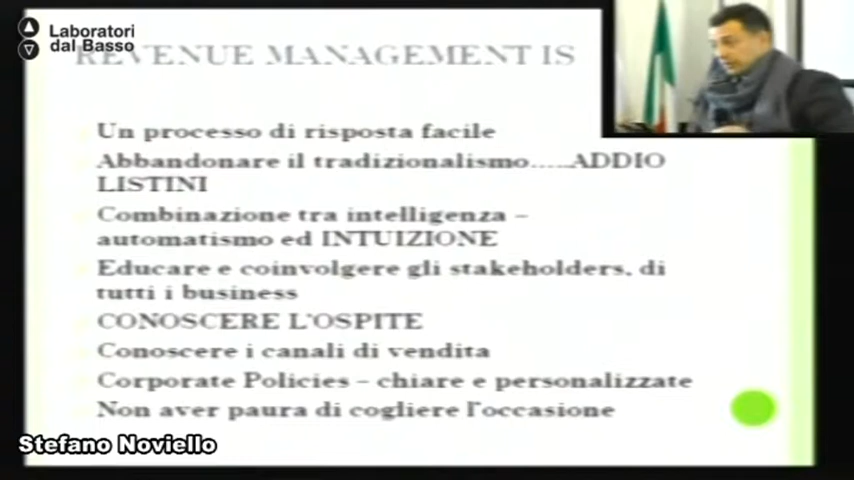 Laboratori
dal Basso
REVENUE MANAGEMENT IS
Un processo di risposta facile
Abbandonare il tradizionalismo.....ADDIO
LISTINI
Combinazione tra intelligenza –
automatismo ed INTUIZIONE
Educare e coinvolgere gli stakeholders, di
tutti i business
CONOSCERE L'OSPITE
Conoscere i canali di vendita
Corporate Policies – chiare e personalizzate
Non aver paura di cogliere l'occasione
Stefano Noviello